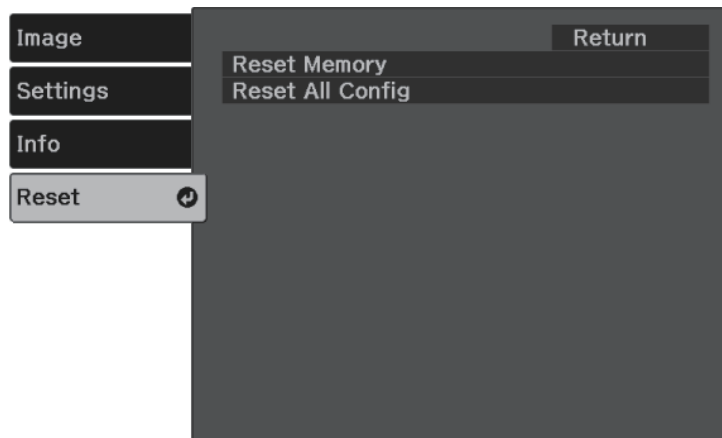 Image
Settings
Info
Reset
Return
Reset Memory
Reset All Config